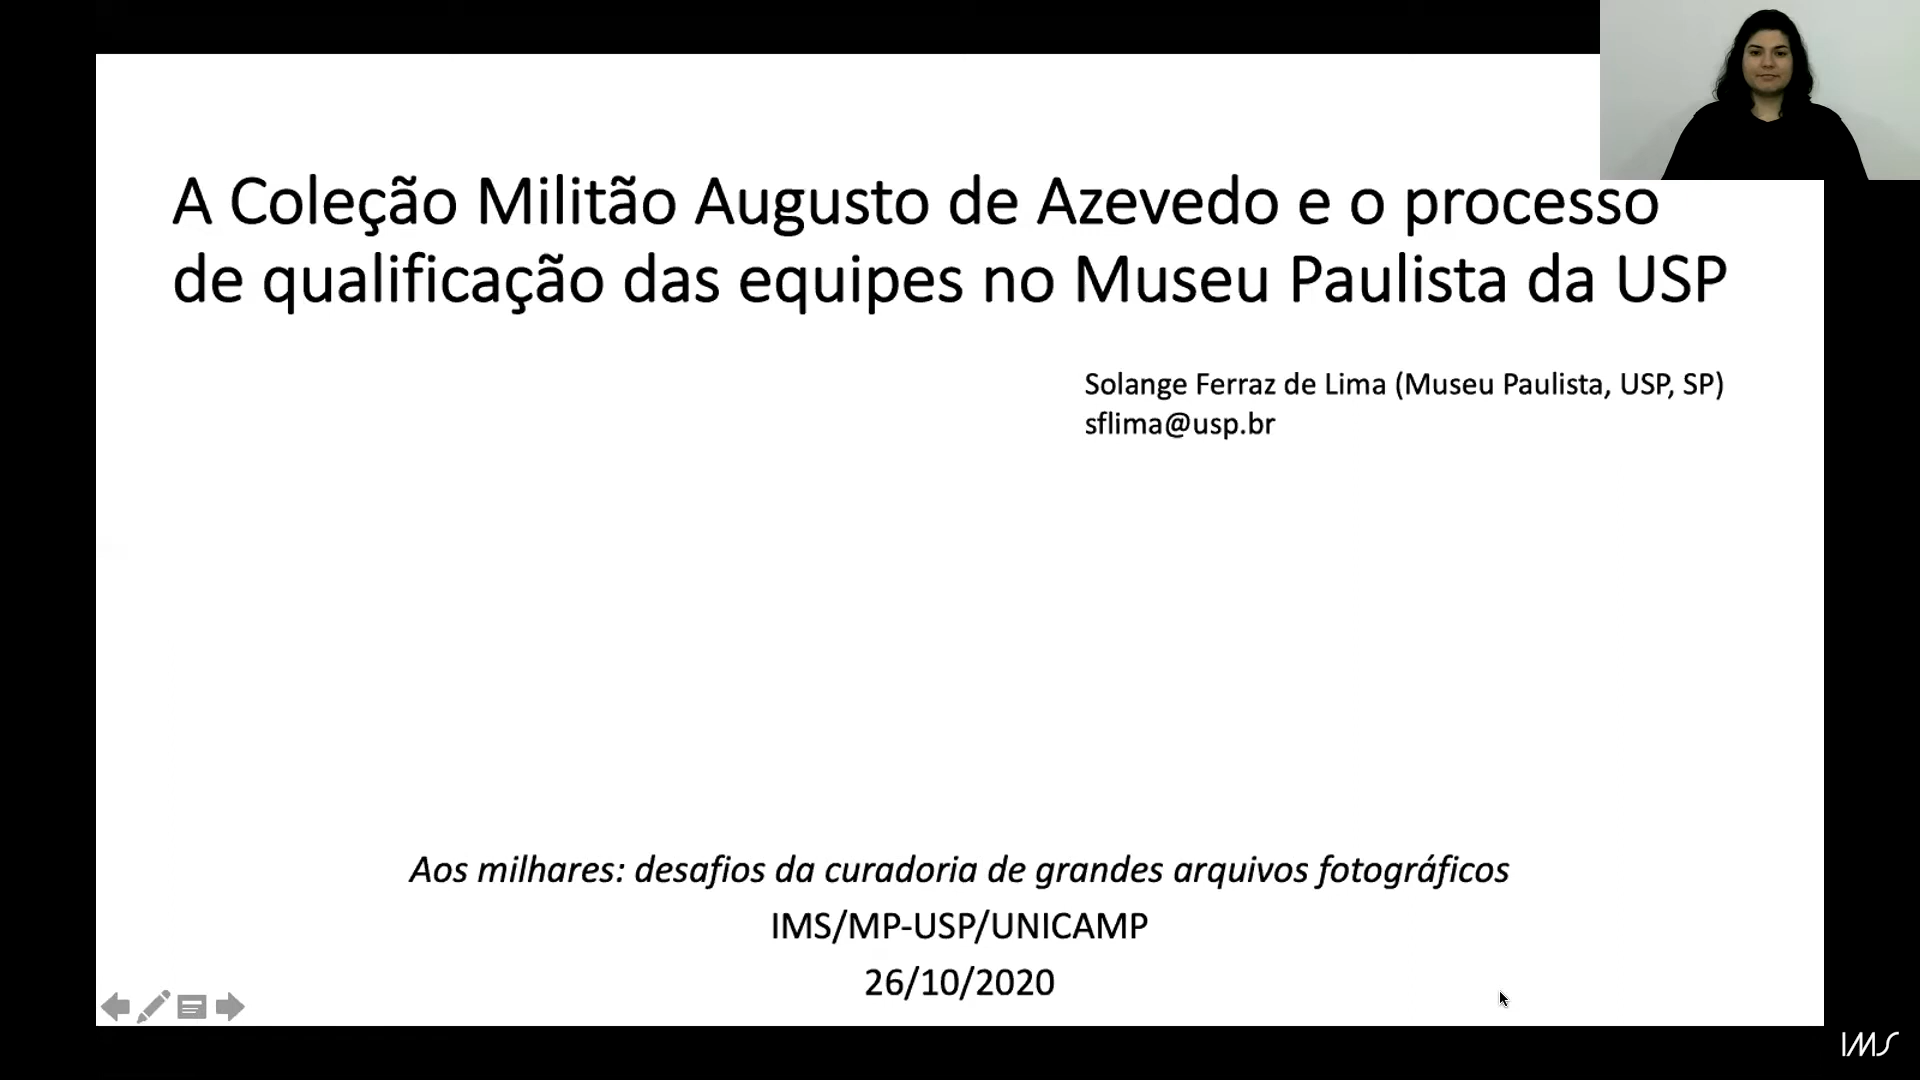 A Coleção Militão Augusto de Azevedo e o processo
de qualificação das equipes no Museu Paulista da USP
Solange Ferraz de Lima (Museu Paulista, USP, SP)
sflima@usp.br
Aos milhares: desafios da curadoria de grandes arquivos fotográficos
IMS/MP-USP/UNICAMP
26/10/2020
IMS